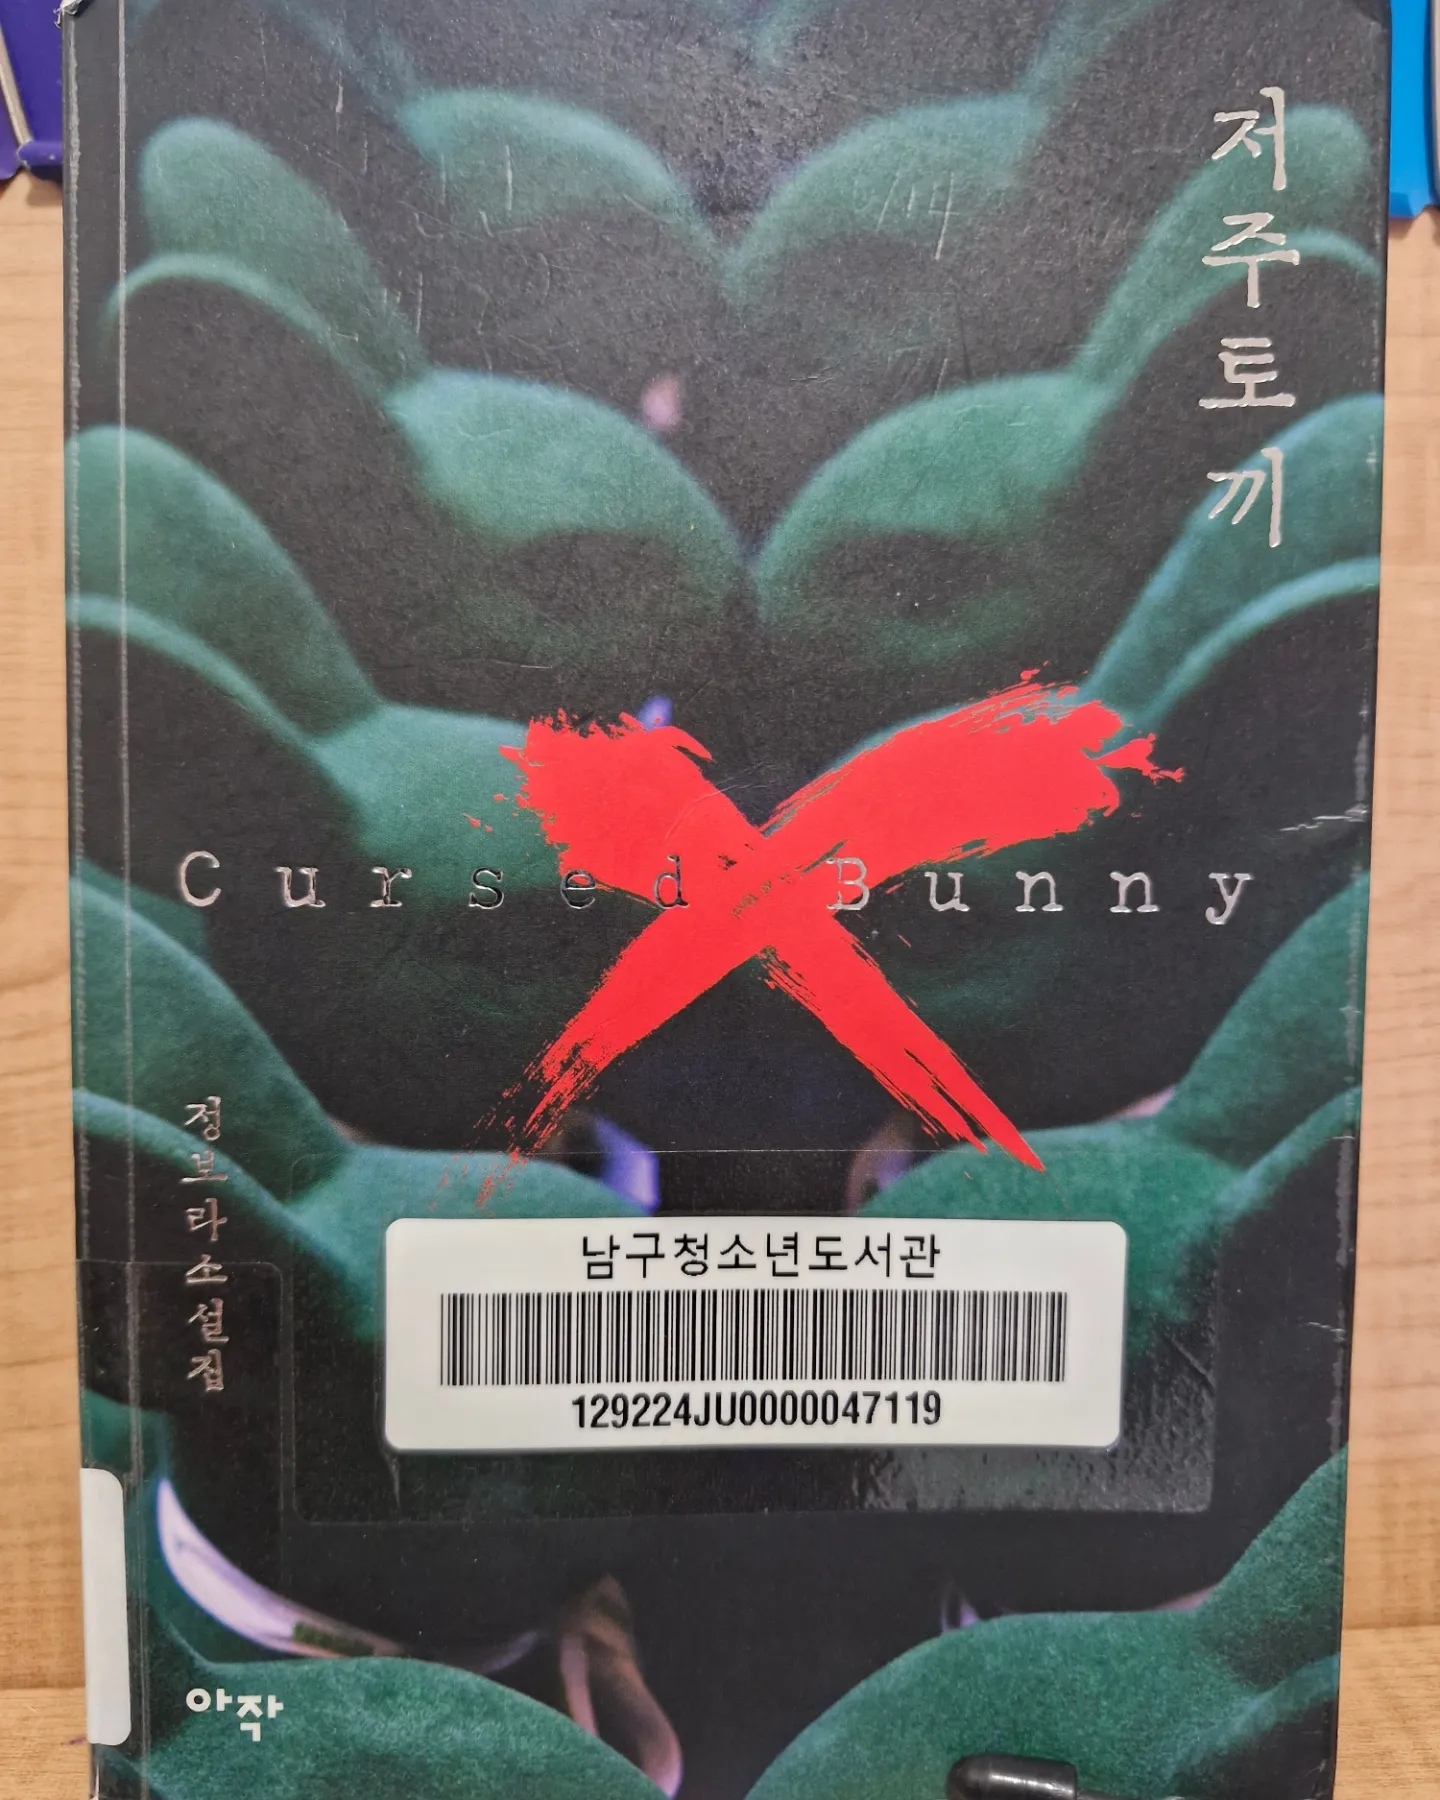 저주토끼
Cursed Bunny
정보라 소설집
남구청소년도서관
129224JU0000047119
아작